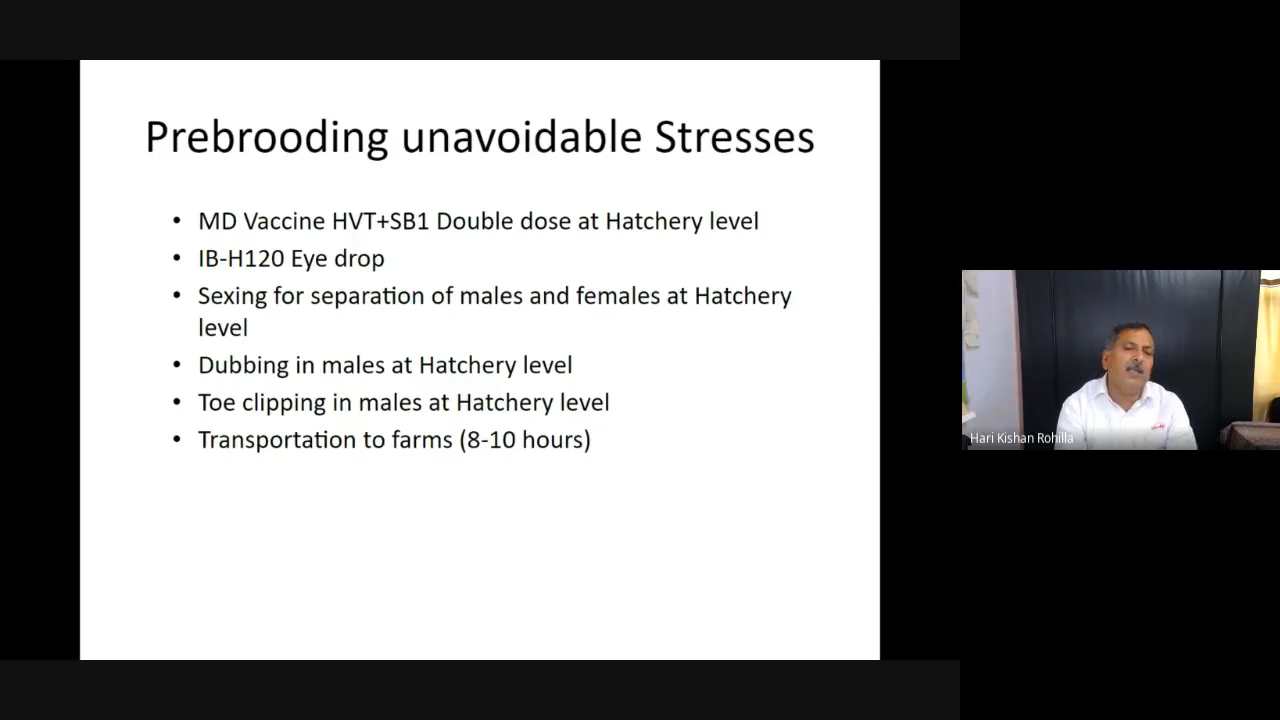 Prebrooding unavoidable Stresses
• MD Vaccine HVT+SB1 Double dose at Hatchery level
• IB-H120 Eye drop
• Sexing for separation of males and females at Hatchery
level
• Dubbing in males at Hatchery level
• Toe clipping in males at Hatchery level
• Transportation to farms (8-10 hours)
Hari Kishan Rohilla